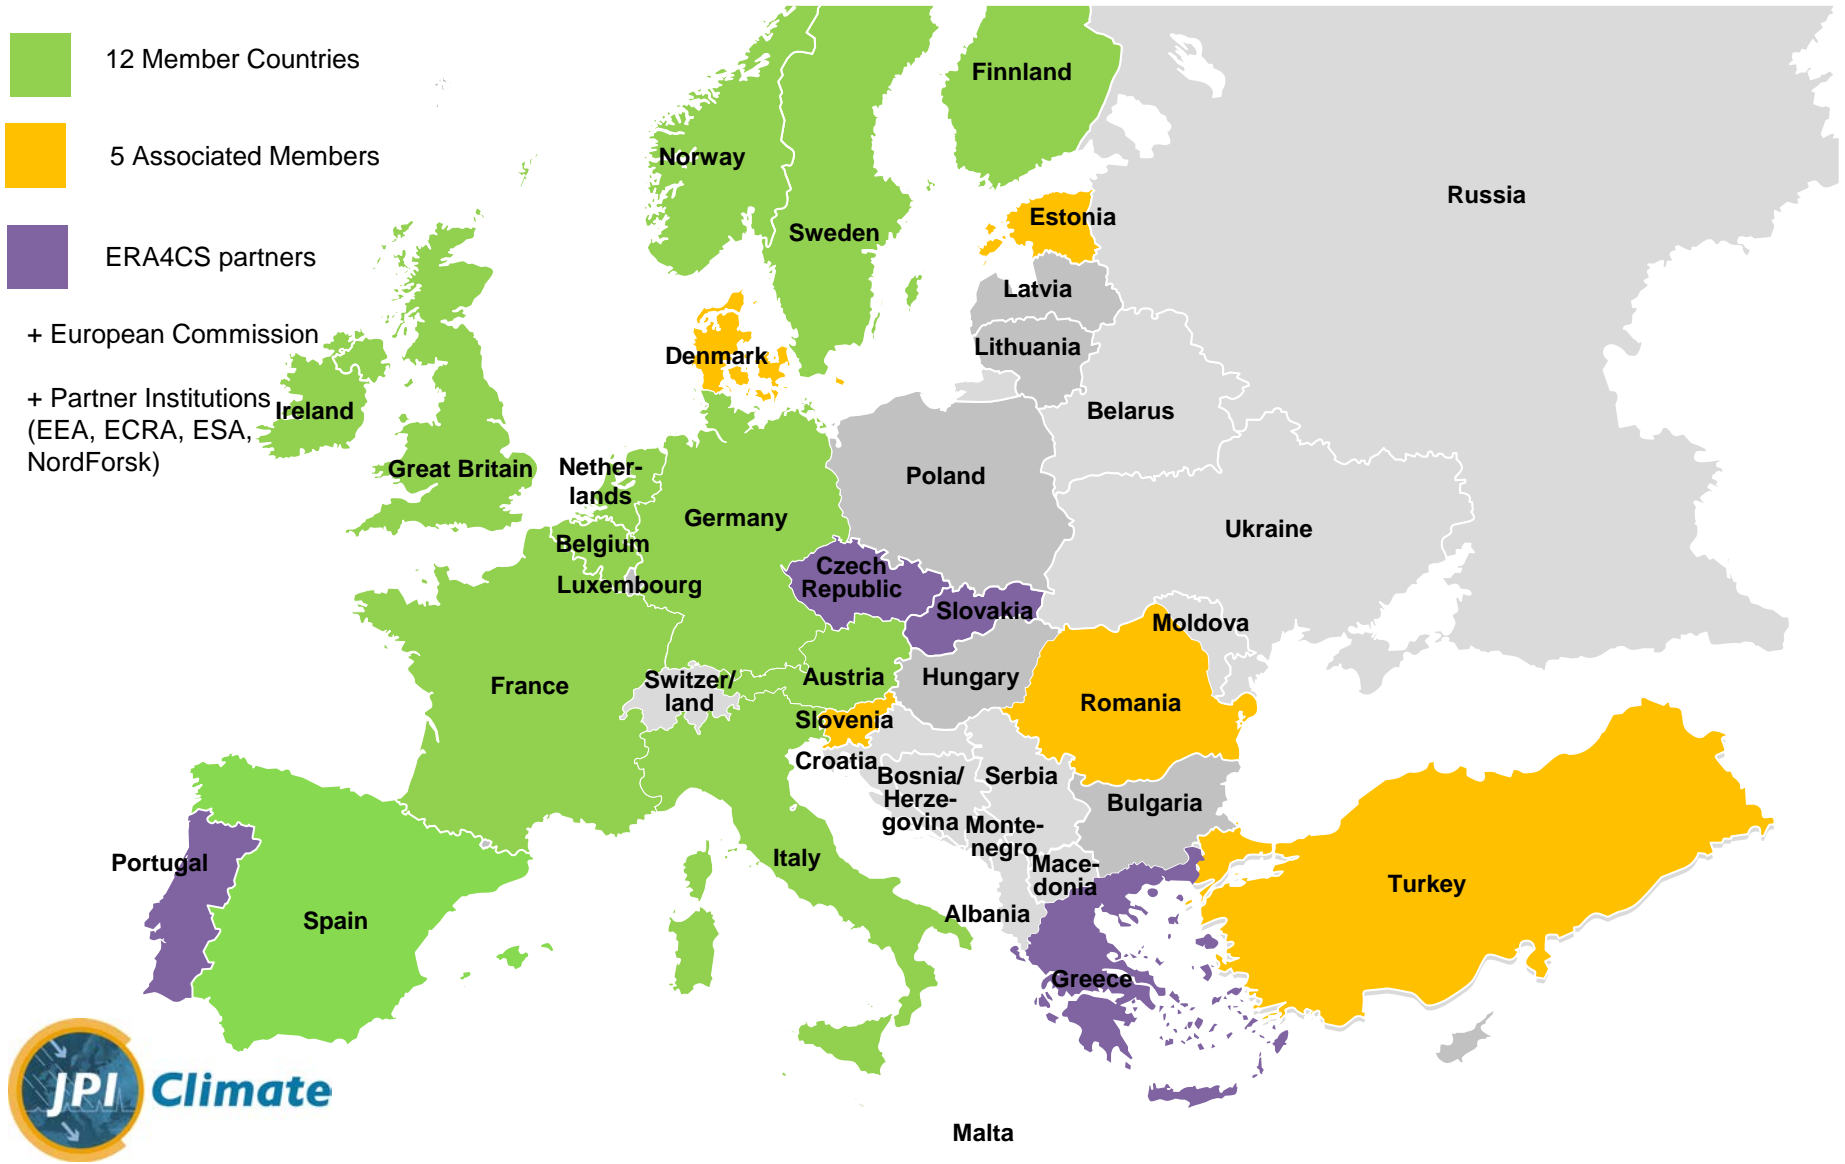 12 Member Countries
5 Associated Members
ERA4CS partners
+ European Commission
+ Partner Institutions
(EEA, ECRA, ESA,
NordForsk)
Finnland
Norway
Sweden
Russia
Estonia
Latvia
Lithuania
Denmark
Belarus
Ireland
Great Britain
Nether-
lands
Germany
Poland
Ukraine
Belgium
Luxembourg
Czech
Republic
Slovakia
Moldova
France
Switzer/
land
Austria
Hungary
Romania
Slovenia
Croatia
Bosnia/
Herze-
govina
Serbia
Monte-
negro
Bulgaria
Mace-
donia
Albania
Italy
Portugal
Spain
Greece
Turkey
Malta
JPI Climate